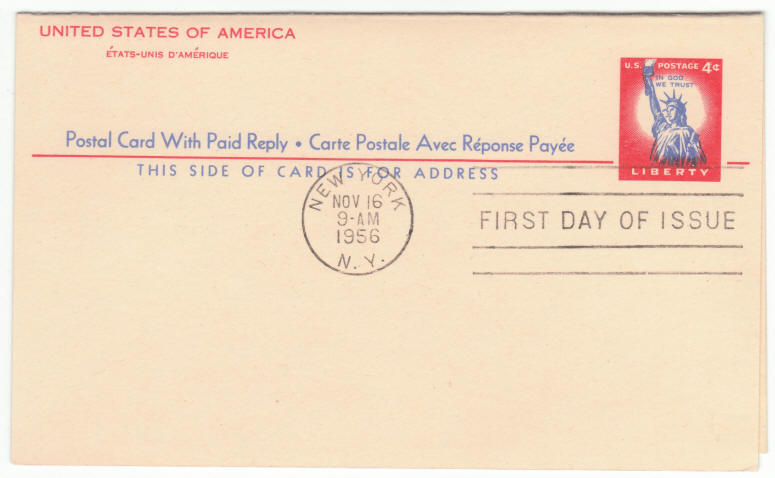 UNITED STATES OF AMERICA
ÉTATS-UNIS D'AMÉRIQUE
U.S. POSTAGE 4¢
IN GOD
WE TRUST
LIBERTY
Postal Card With Paid Reply • Carte Postale Avec Réponse Payée
THIS SIDE OF CARD IS FOR ADDRESS
NEW YORK
NOV 16
9-AM
1956
N.Y.
FIRST DAY OF ISSUE